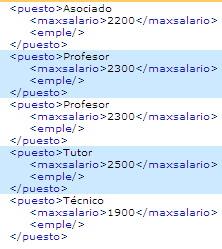 <puesto>Asociado
<maxsalario>2200</maxsalario>
<emple/>
</puesto>
<puesto>Profesor
<maxsalario>2300</maxsalario>
<emple/>
</puesto>
<puesto>Profesor
<maxsalario>2300</maxsalario>
<emple/>
</puesto>
<puesto>Tutor
<maxsalario>2500</maxsalario>
<emple/>
</puesto>
<puesto>Técnico
<maxsalario>1900</maxsalario>
<emple/>
</puesto>